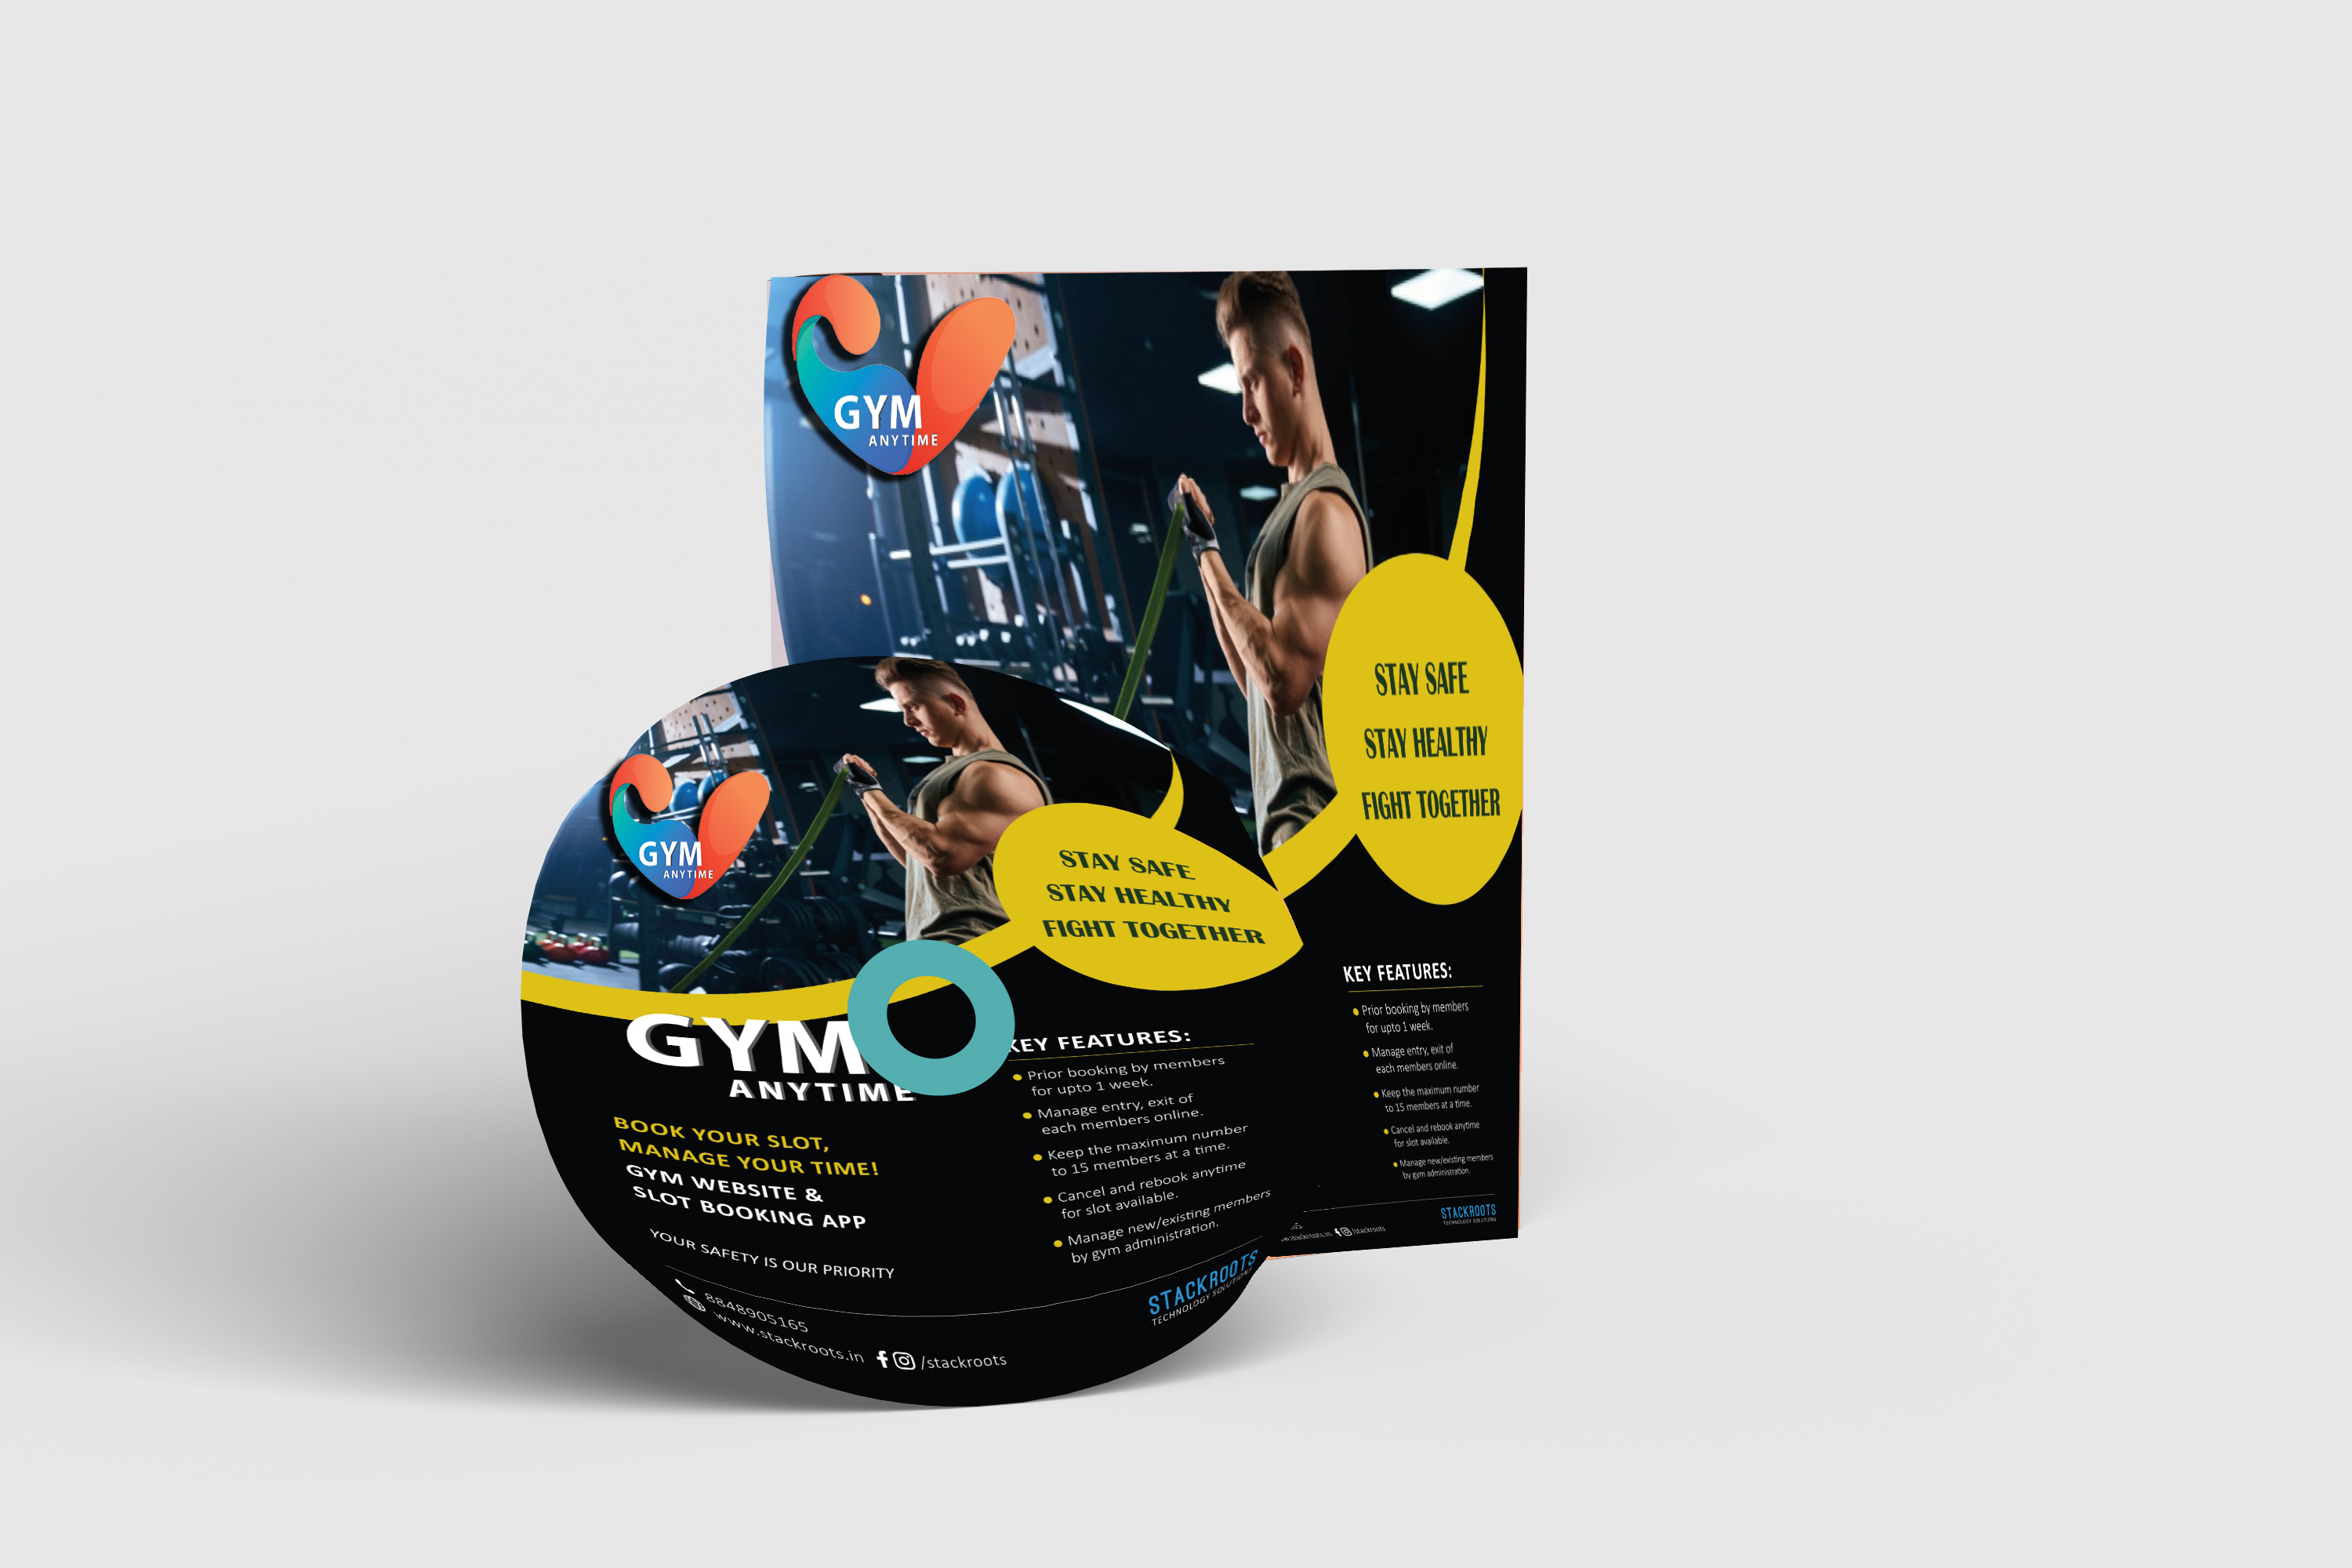 GYM
ANYTIME
STAY SAFE
STAY HEALTHY
FIGHT TOGETHER
KEY FEATURES:
Prior booking by members
for upto 1 week.
Manage entry, exit of
each members online.
Keep the maximum number
to 15 members at a time.
Cancel and rebook anytime
for slot available.
Manage new/existing members
by gym administration.
STACKROOTS
TECHNOLOGY SOLUTIONS
/stackroots
GYM
ANYTIME
STAY SAFE
STAY HEALTHY
FIGHT TOGETHER
GYM
ANYTIME
BOOK YOUR SLOT,
MANAGE YOUR TIME!
GYM WEBSITE &
SLOT BOOKING APP
YOUR SAFETY IS OUR PRIORITY
KEY FEATURES:
Prior booking by members
for upto 1 week.
Manage entry, exit of
each members online.
Keep the maximum number
to 15 members at a time.
Cancel and rebook anytime
for slot available.
Manage new/existing members
by gym administration.
8848905165
www.stackroots.in
/stackroots
STACKROOTS
TECHNOLOGY SOLUTIONS